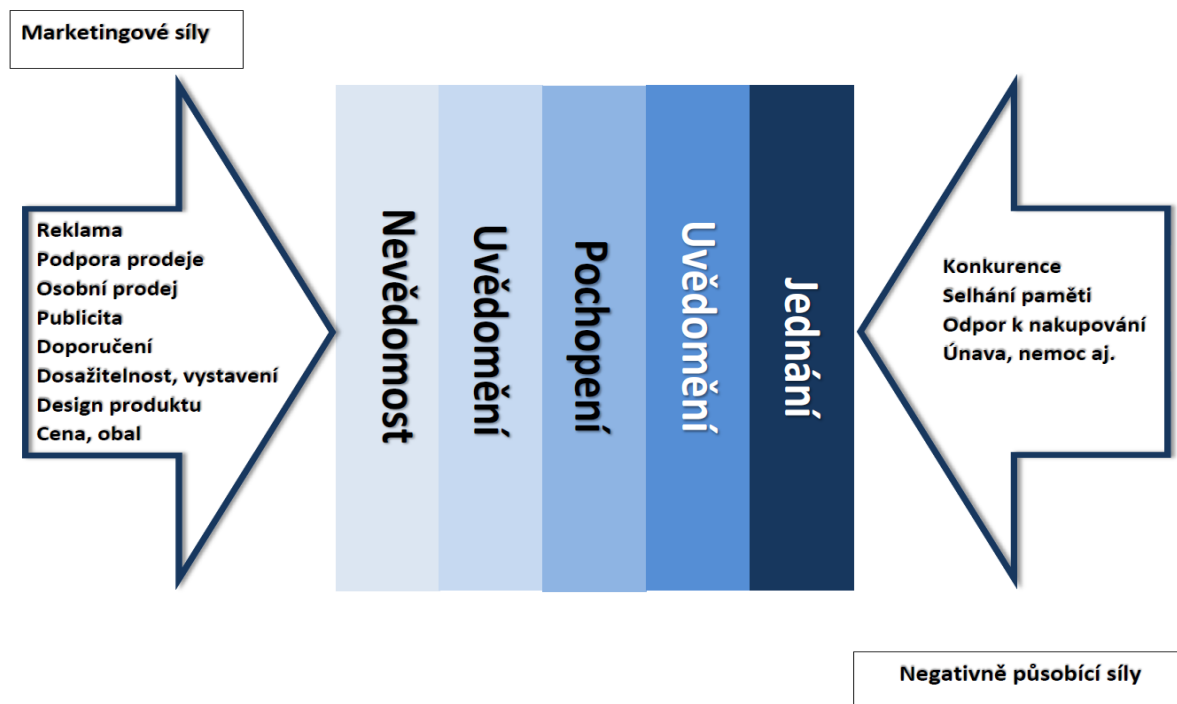 Marketingové síly
Reklama
Podpora prodeje
Osobní prodej
Publicita
Doporučení
Dosažitelnost, vystavení
Design produktu
Cena, obal
Nevědomost
Uvědomění
Pochopení
Uvědomění
Jednání
Konkurence
Selhání paměti
Odpor k nakupování
Únava, nemoc aj.
Negativně působící síly